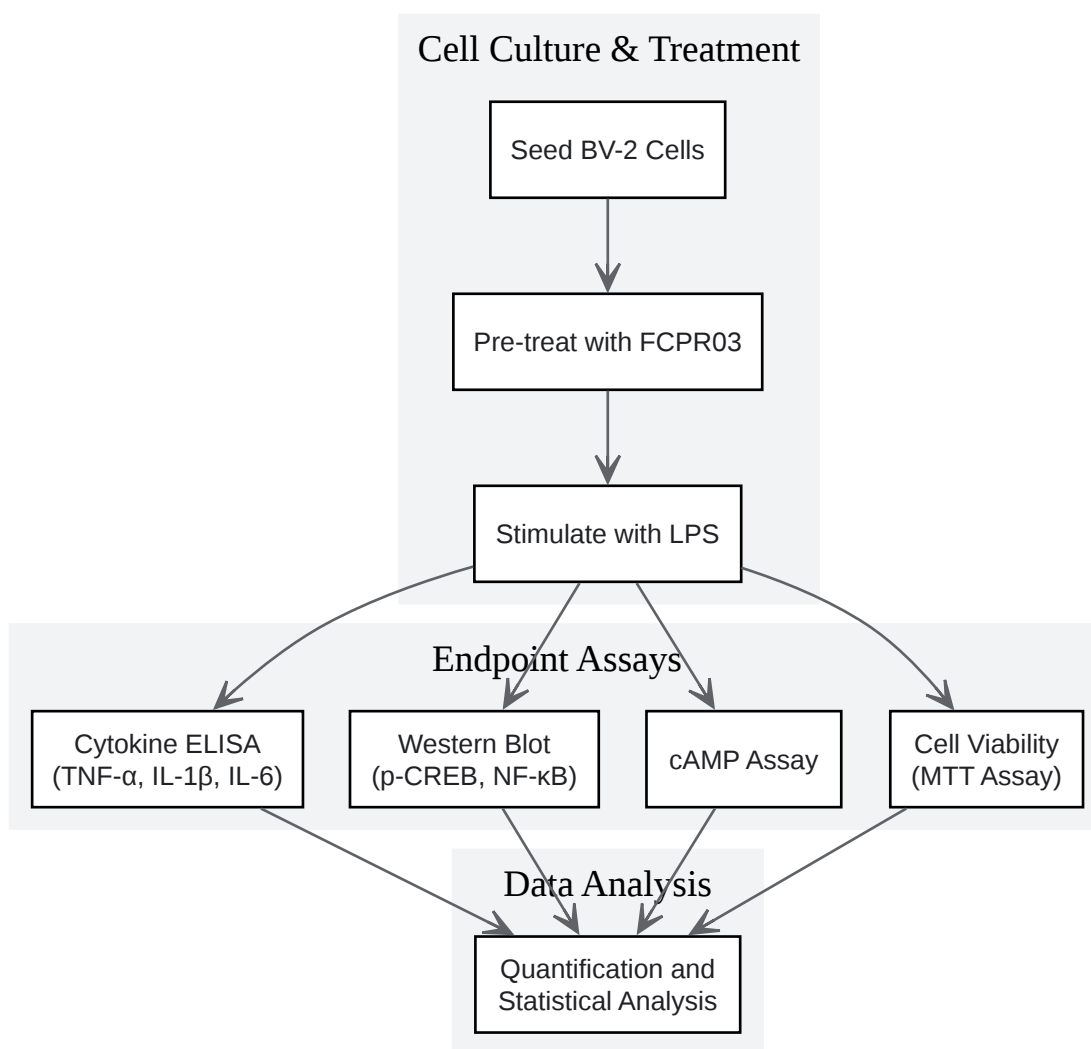 Cell Culture & Treatment
Seed BV-2 Cells
Pre-treat with FCPR03
Stimulate with LPS
Endpoint Assays
Cytokine ELISA
(TNF-α, IL-1β, IL-6)
Western Blot
(p-CREB, NF-κB)
cAMP Assay
Cell Viability
(MTT Assay)
Data Analysis
Quantification and
Statistical Analysis